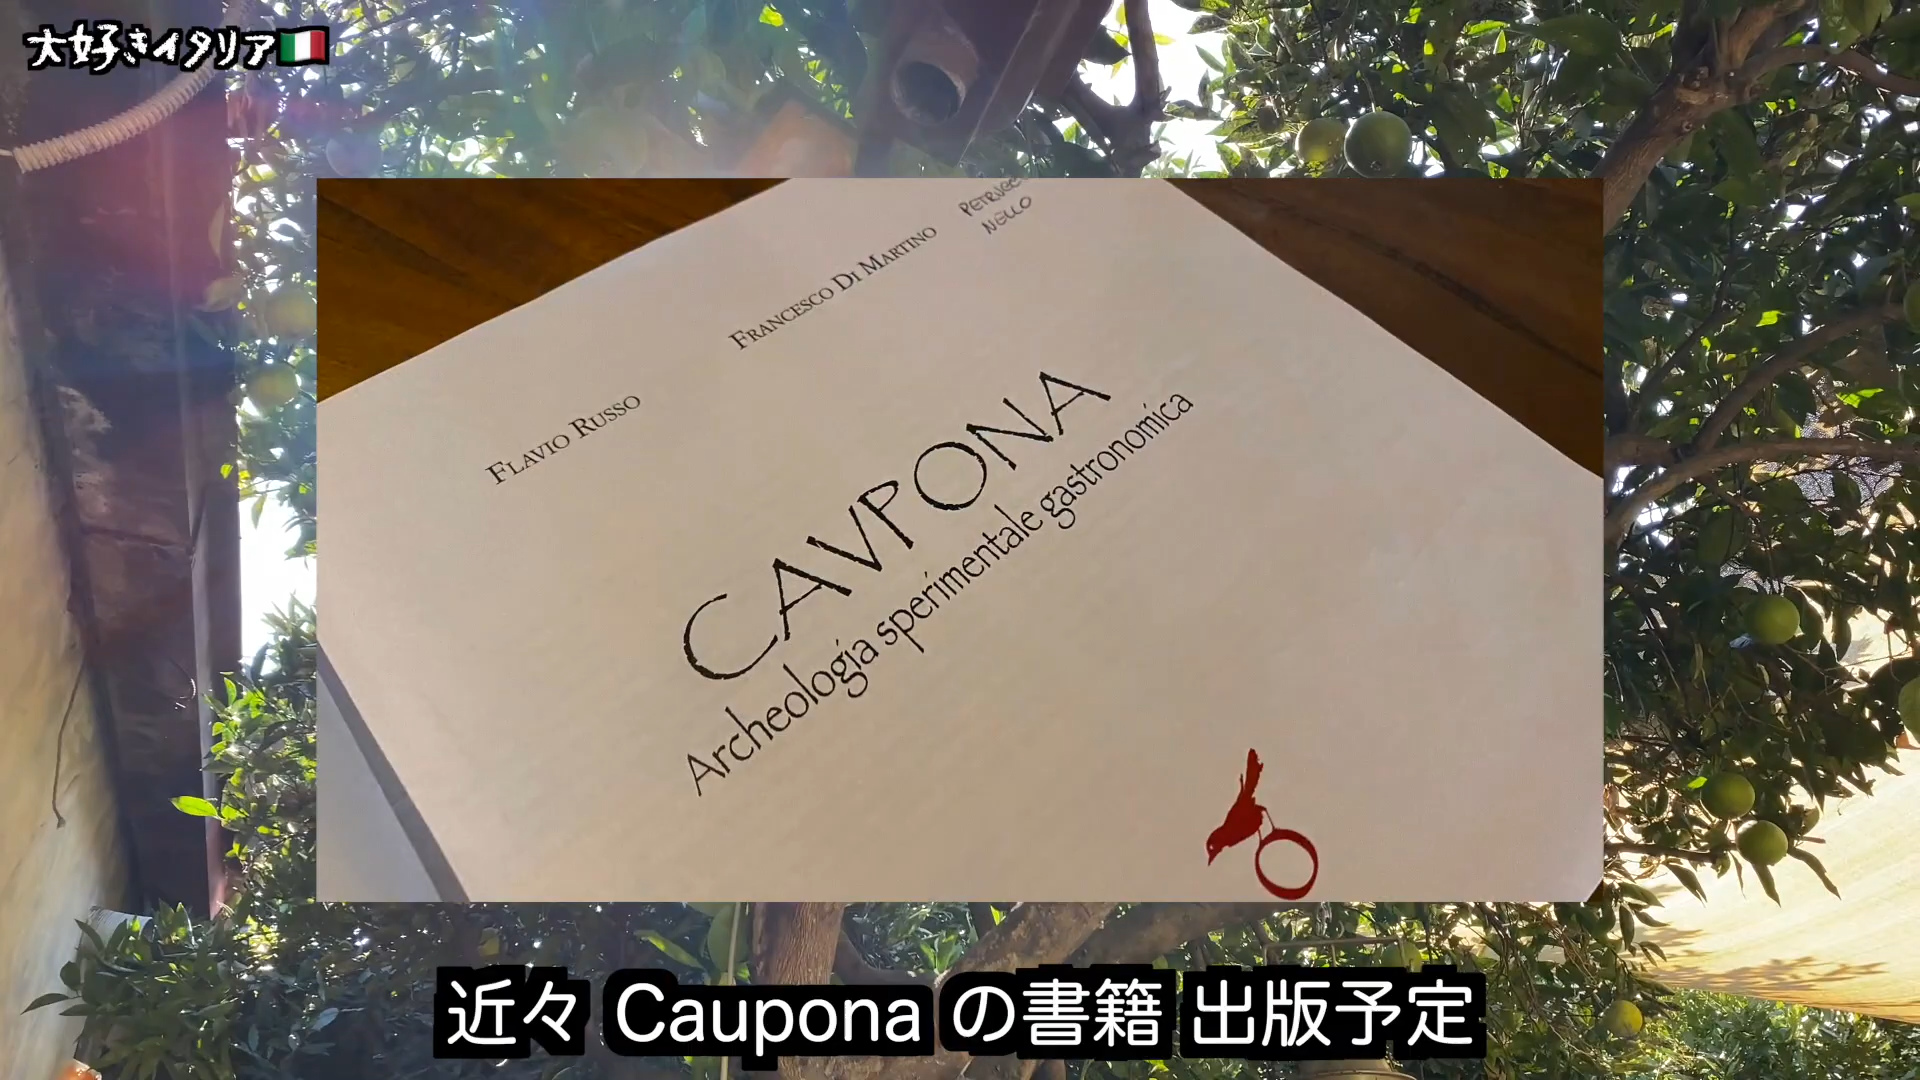 大好きイタリア🇮🇹
FLAVIO RUSSO
FRANCESCO DI MARTINO
NELLO
CAVPONA
Archeologia sperimentale gastronomica
近々 Caupona の書籍 出版予定